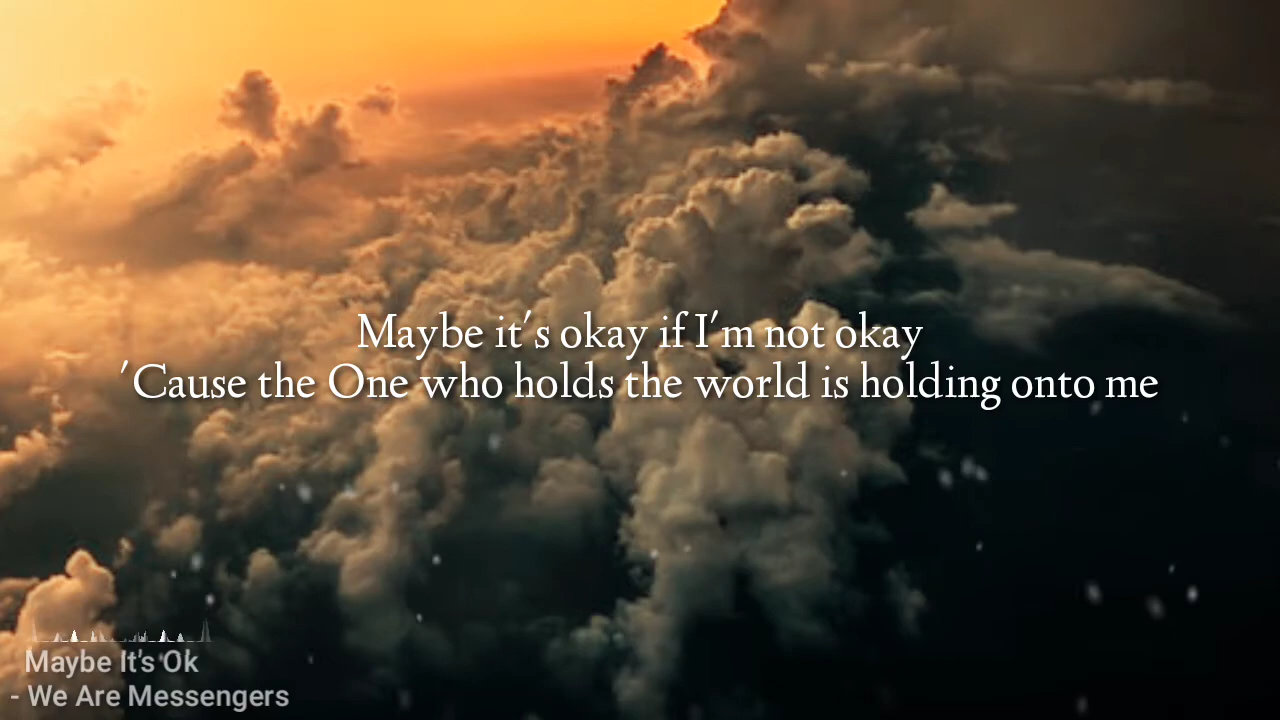 Maybe it's okay if I'm not okay
'Cause the One who holds the world is holding onto me
Maybe It's Ok
- We Are Messengers